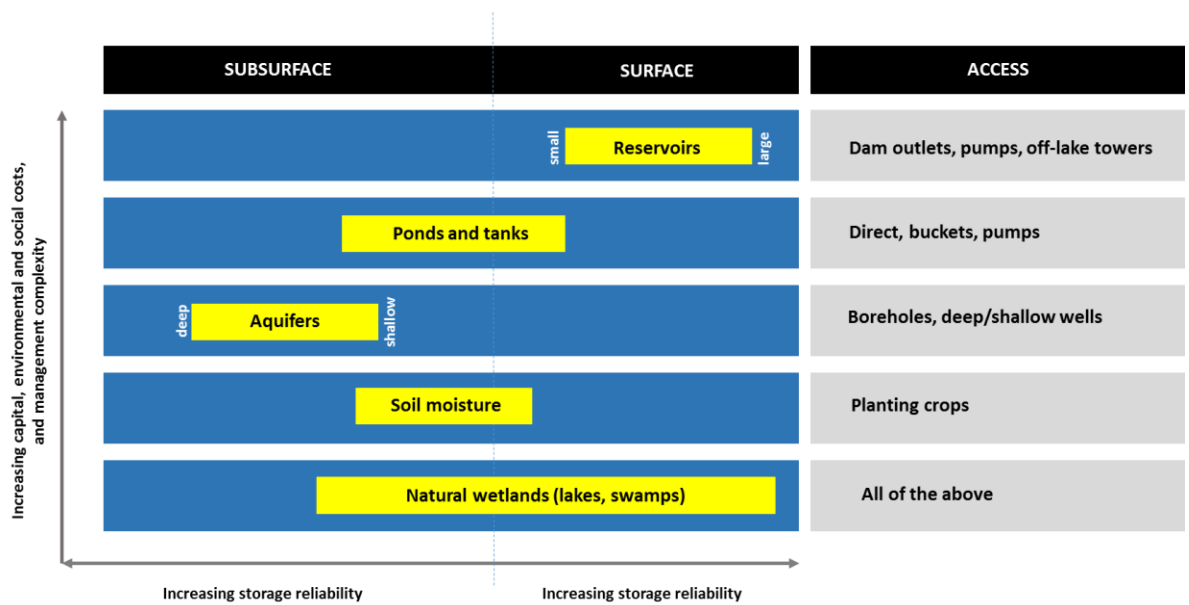 SUBSURFACE
SURFACE
ACCESS
small
Reservoirs
large
Dam outlets, pumps, off-lake towers
Ponds and tanks
Direct, buckets, pumps
deep
Aquifers
shallow
Boreholes, deep/shallow wells
Soil moisture
Planting crops
Natural wetlands (lakes, swamps)
All of the above
Increasing capital, environmental and social costs,
and management complexity
Increasing storage reliability
Increasing storage reliability